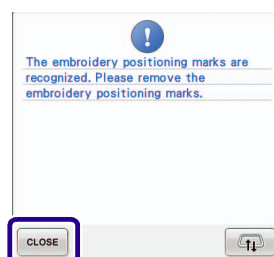 The embroidery positioning marks are
recognized. Please remove the
embroidery positioning marks.
CLOSE